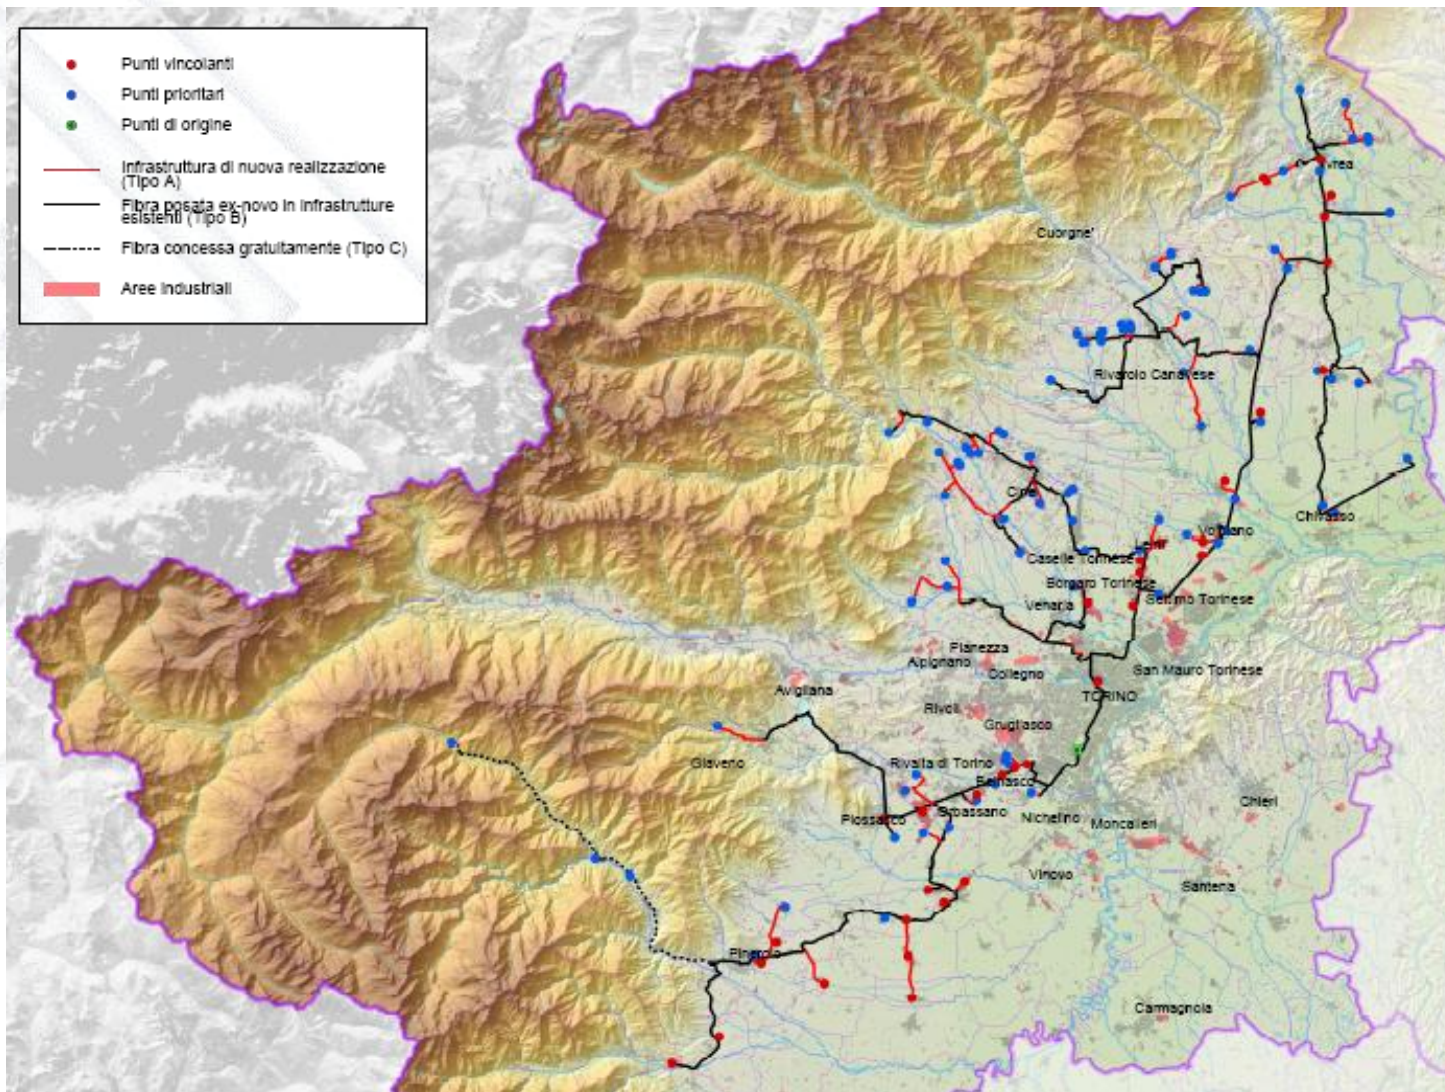 Punti vincolanti
Punti prioritari
Punti di origine
Infrastruttura di nuova realizzazione
(Tipo A)
Fibra posata ex-novo in infrastrutture
esistenti (Tipo B)
Fibra concessa gratuitamente (Tipo C)
Aree industriali
Cuorgne'
Rivarolo Canavese
Chivasso
Caselle Torinese
Borgaro Torinese
Venaria
Settimo Torinese
Pianezza
Alpignano
Collegno
San Mauro Torinese
Avigliana
TORINO
Rivoli
Grugliasco
Giaveno
Rivalta di Torino
Beinasco
Piossasco
Orbassano
Nichelino
Moncalieri
Chieri
Vinovo
Santena
Pinerolo
Carmagnola